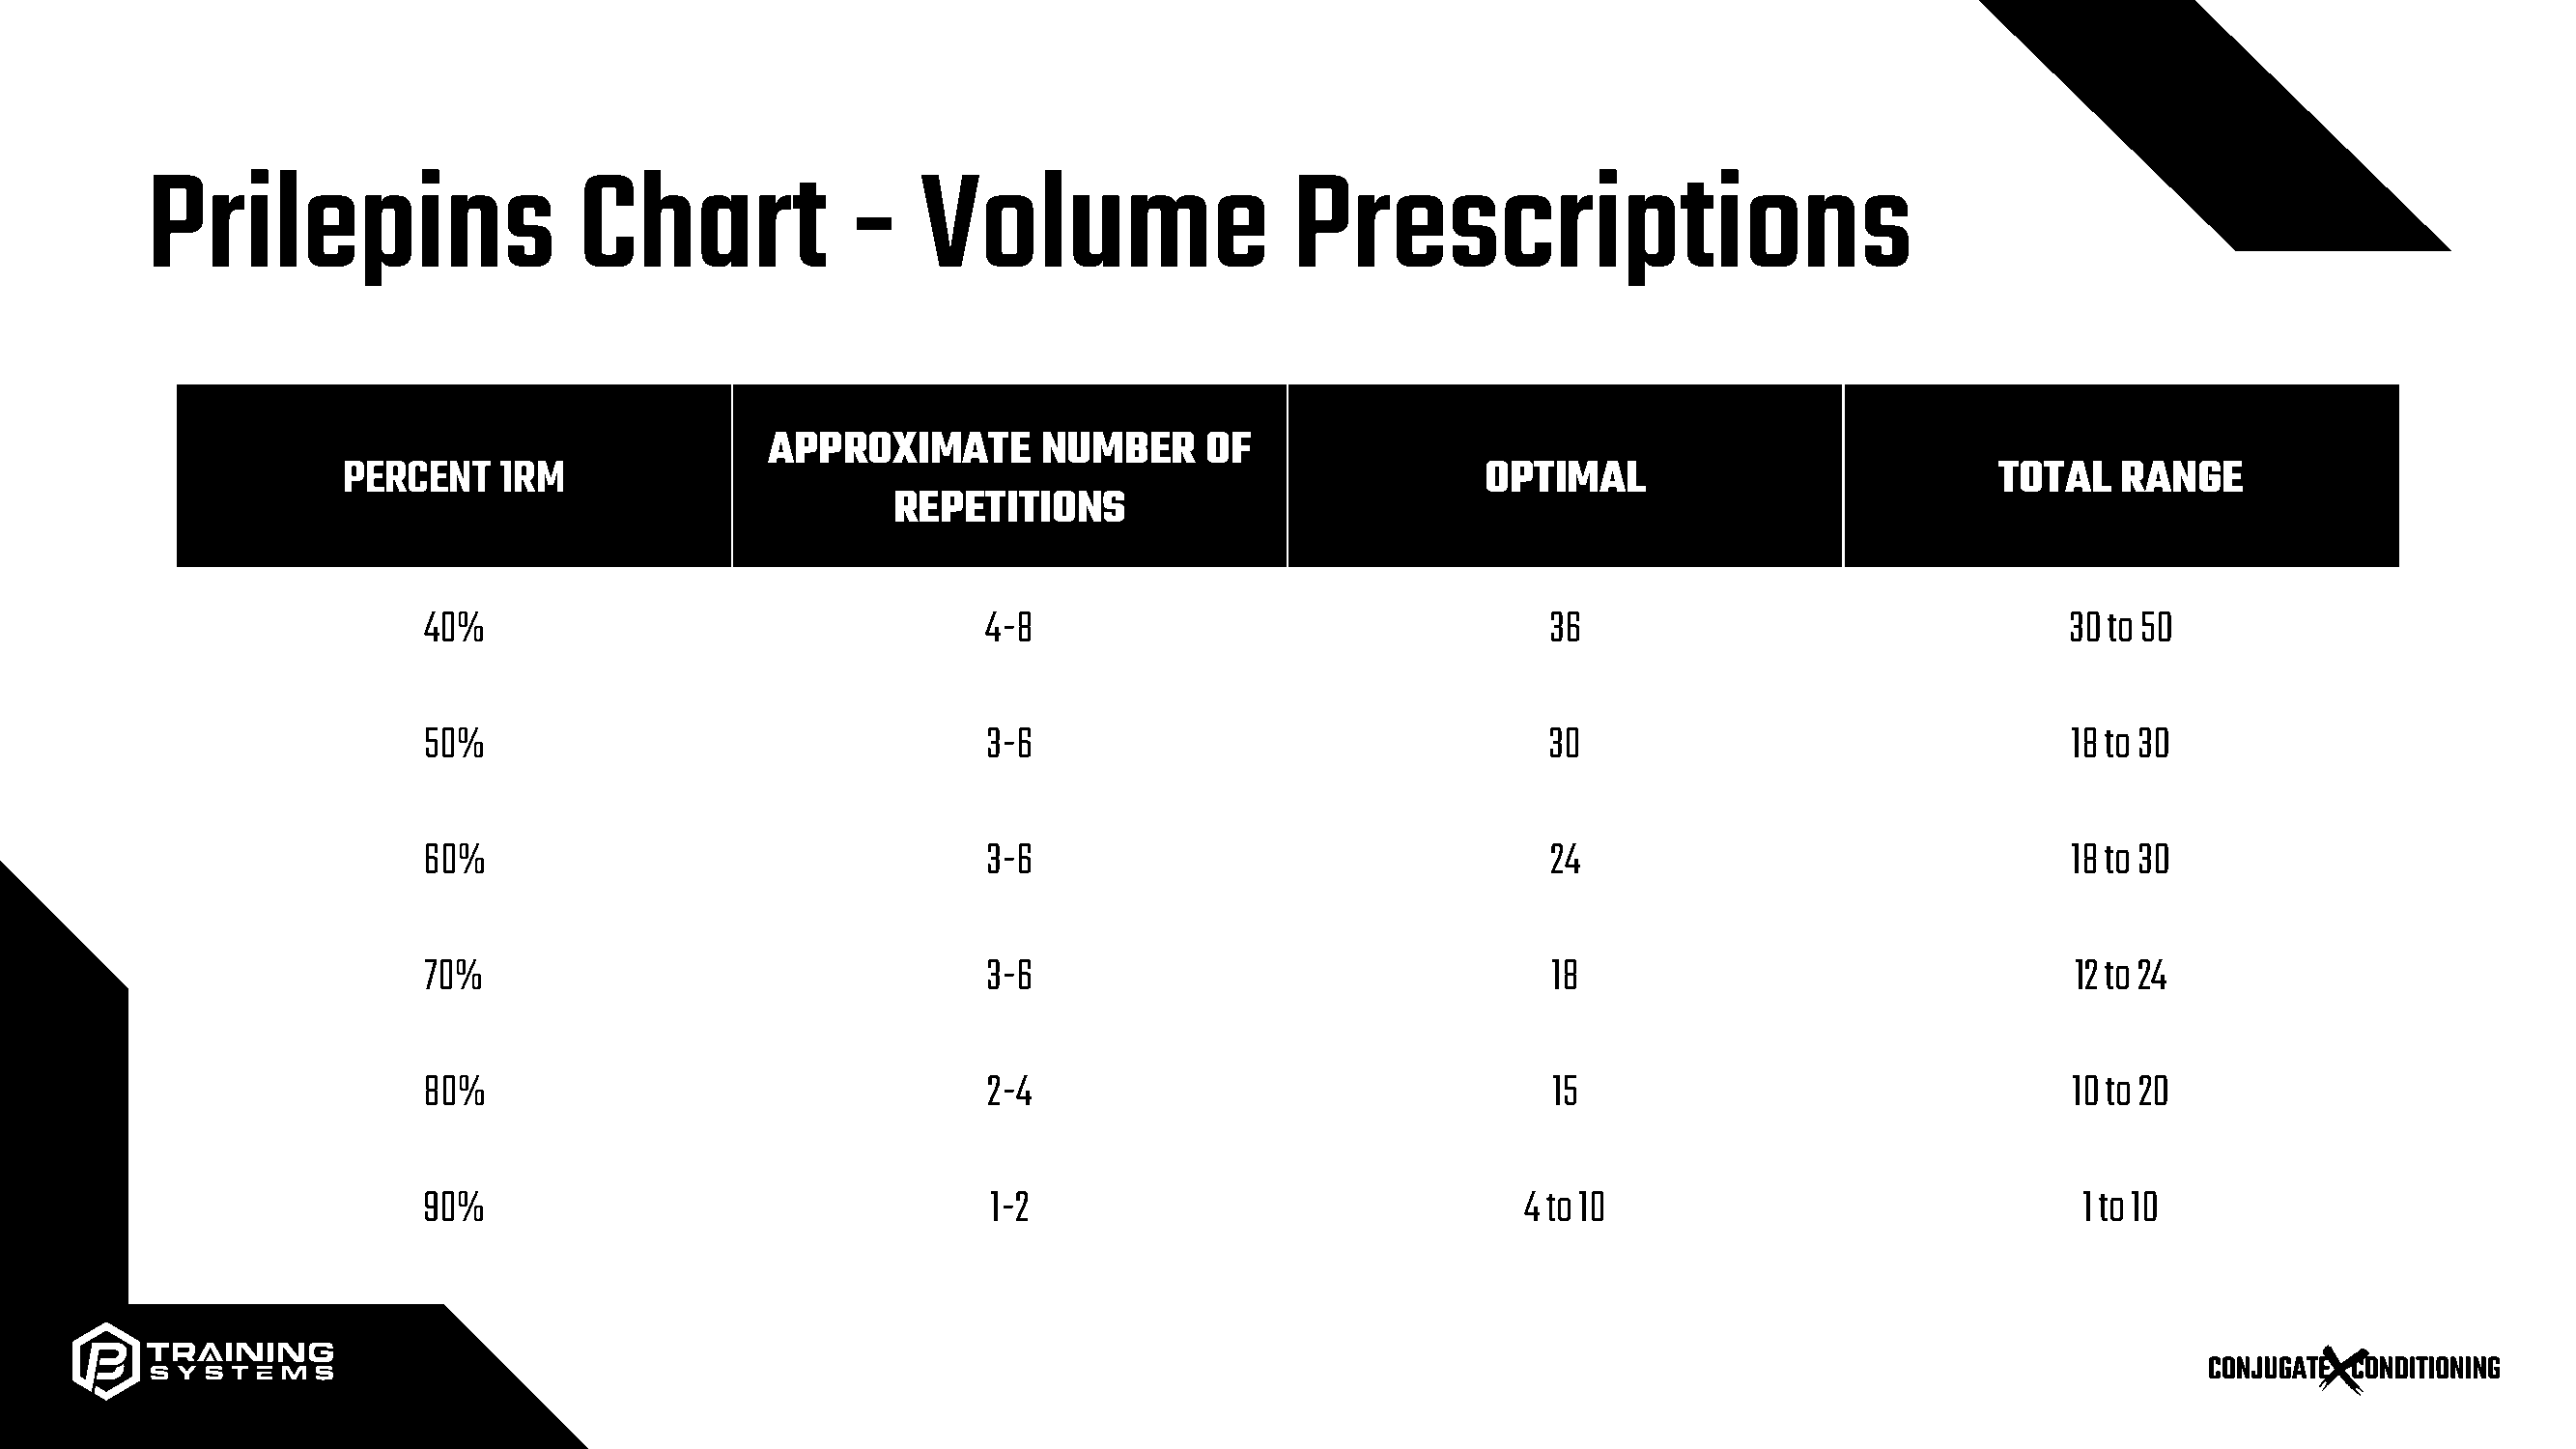 Prilepins Chart - Volume Prescriptions
PERCENT 1RM
APPROXIMATE NUMBER OF
REPETITIONS
OPTIMAL
TOTAL RANGE
40% 4-8 36 30 to 50
50% 3-6 30 18 to 30
60% 3-6 24 18 to 30
70% 3-6 18 12 to 24
80% 2-4 15 10 to 20
90% 1-2 4 to 10 1 to 10
TRAINING
SYSTEMS
CONJUGATE X CONDITIONING